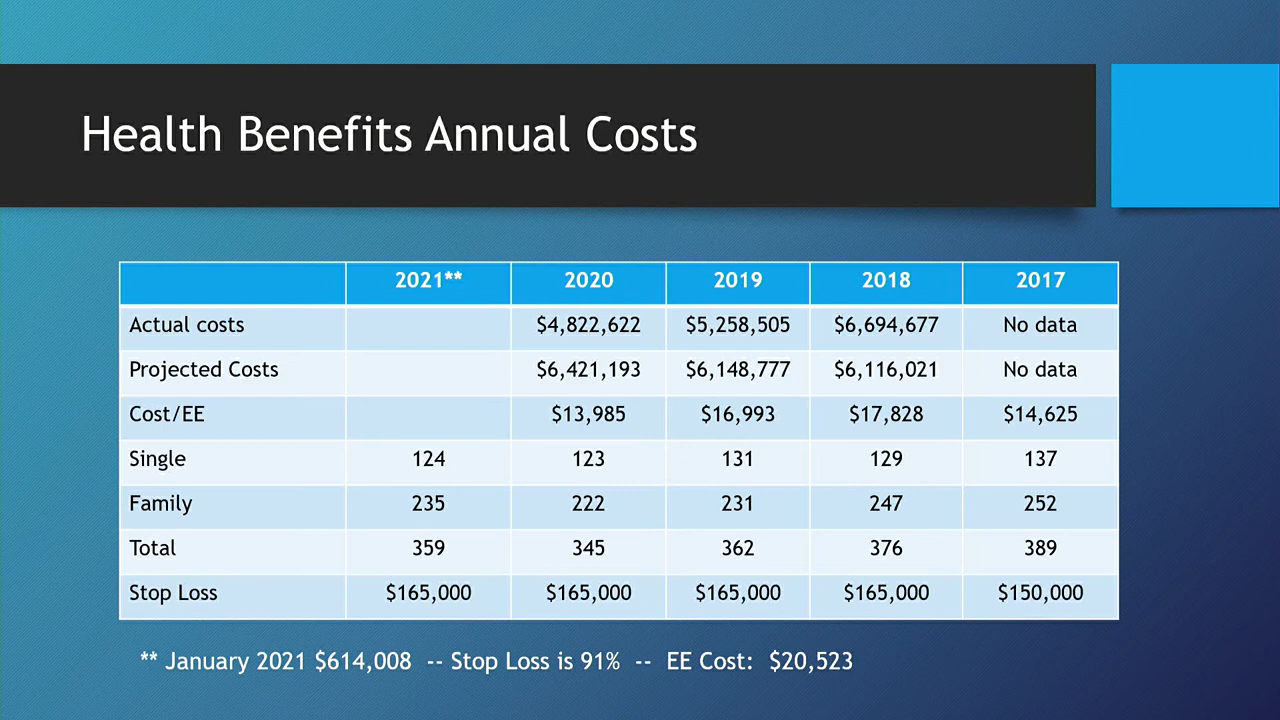 Health Benefits Annual Costs
2021** 2020 2019 2018 2017
Actual costs $4,822,622 $5,258,505 $6,694,677 No data
Projected Costs $6,421,193 $6,148,777 $6,116,021 No data
Cost/EE $13,985 $16,993 $17,828 $14,625
Single 124 123 131 129 137
Family 235 222 231 247 252
Total 359 345 362 376 389
Stop Loss $165,000 $165,000 $165,000 $165,000 $150,000
** January 2021 $614,008 -- Stop Loss is 91% -- EE Cost: $20,523